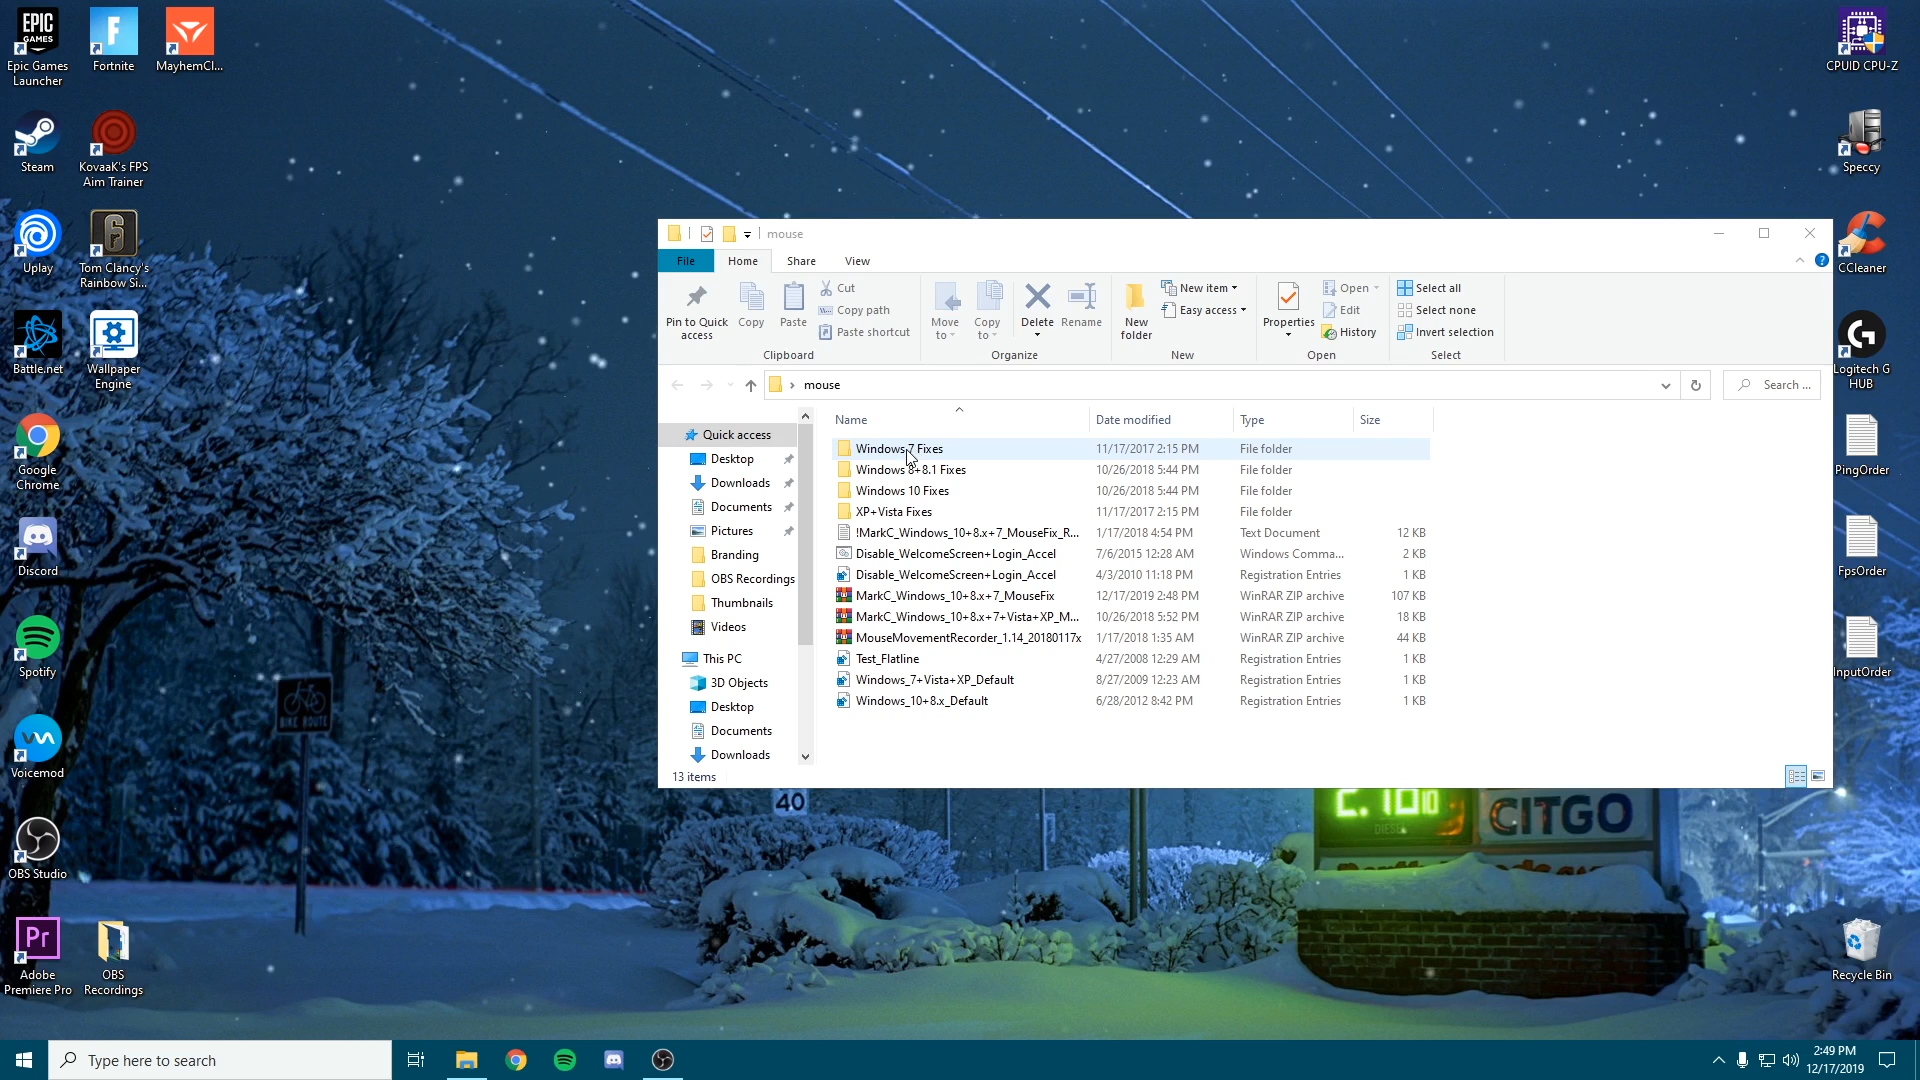 EPIC
GAMES
Epic Games
Launcher
Fortnite
MayhemCl...
CPUID CPU-Z
Steam
KovaaK's FPS
Aim Trainer
Speccy
Uplay
Tom Clancy's
Rainbow Si...
CCleaner
Battle.net
Wallpaper
Engine
Logitech G
HUB
Google
Chrome
PingOrder
Discord
FpsOrder
Spotify
InputOrder
Voicemod
OBS Studio
Pr
Adobe
Premiere Pro
OBS
Recordings
Recycle Bin
mouse
File
Home
Share
View
Pin to Quick
access
Copy
Paste
Cut
Copy path
Paste shortcut
Clipboard
Move
to
Copy
to
Delete
Rename
Organize
New
folder
New item
Easy access
New
Properties
Open
Edit
History
Open
Select all
Select none
Invert selection
Select
mouse
Search ...
Quick access
Desktop
Downloads
Documents
Pictures
Branding
OBS Recordings
Thumbnails
Videos
This PC
3D Objects
Desktop
Documents
Downloads
Name Date modified Type Size
Windows 7 Fixes 11/17/2017 2:15 PM File folder
Windows 8+8.1 Fixes 10/26/2018 5:44 PM File folder
Windows 10 Fixes 10/26/2018 5:44 PM File folder
XP+Vista Fixes 11/17/2017 2:15 PM File folder
!MarkC_Windows_10+8.x+7_MouseFix_R... 1/17/2018 4:54 PM Text Document 12 KB
Disable_WelcomeScreen+Login_Accel 7/6/2015 12:28 AM Windows Comma... 2 KB
Disable_WelcomeScreen+Login_Accel 4/3/2010 11:18 PM Registration Entries 1 KB
MarkC_Windows_10+8.x+7_MouseFix 12/17/2019 2:48 PM WinRAR ZIP archive 107 KB
MarkC_Windows_10+8.x+7+Vista+XP_M... 10/26/2018 5:52 PM WinRAR ZIP archive 18 KB
MouseMovementRecorder_1.14_20180117x 1/17/2018 1:35 AM WinRAR ZIP archive 44 KB
Test_Flatline 4/27/2008 12:29 AM Registration Entries 1 KB
Windows_7+Vista+XP_Default 8/27/2009 12:23 AM Registration Entries 1 KB
Windows_10+8.x_Default 6/28/2012 8:42 PM Registration Entries 1 KB
13 items
BIKE ROUTE
40
DIESEL
CITGO
Type here to search
2:49 PM
12/17/2019